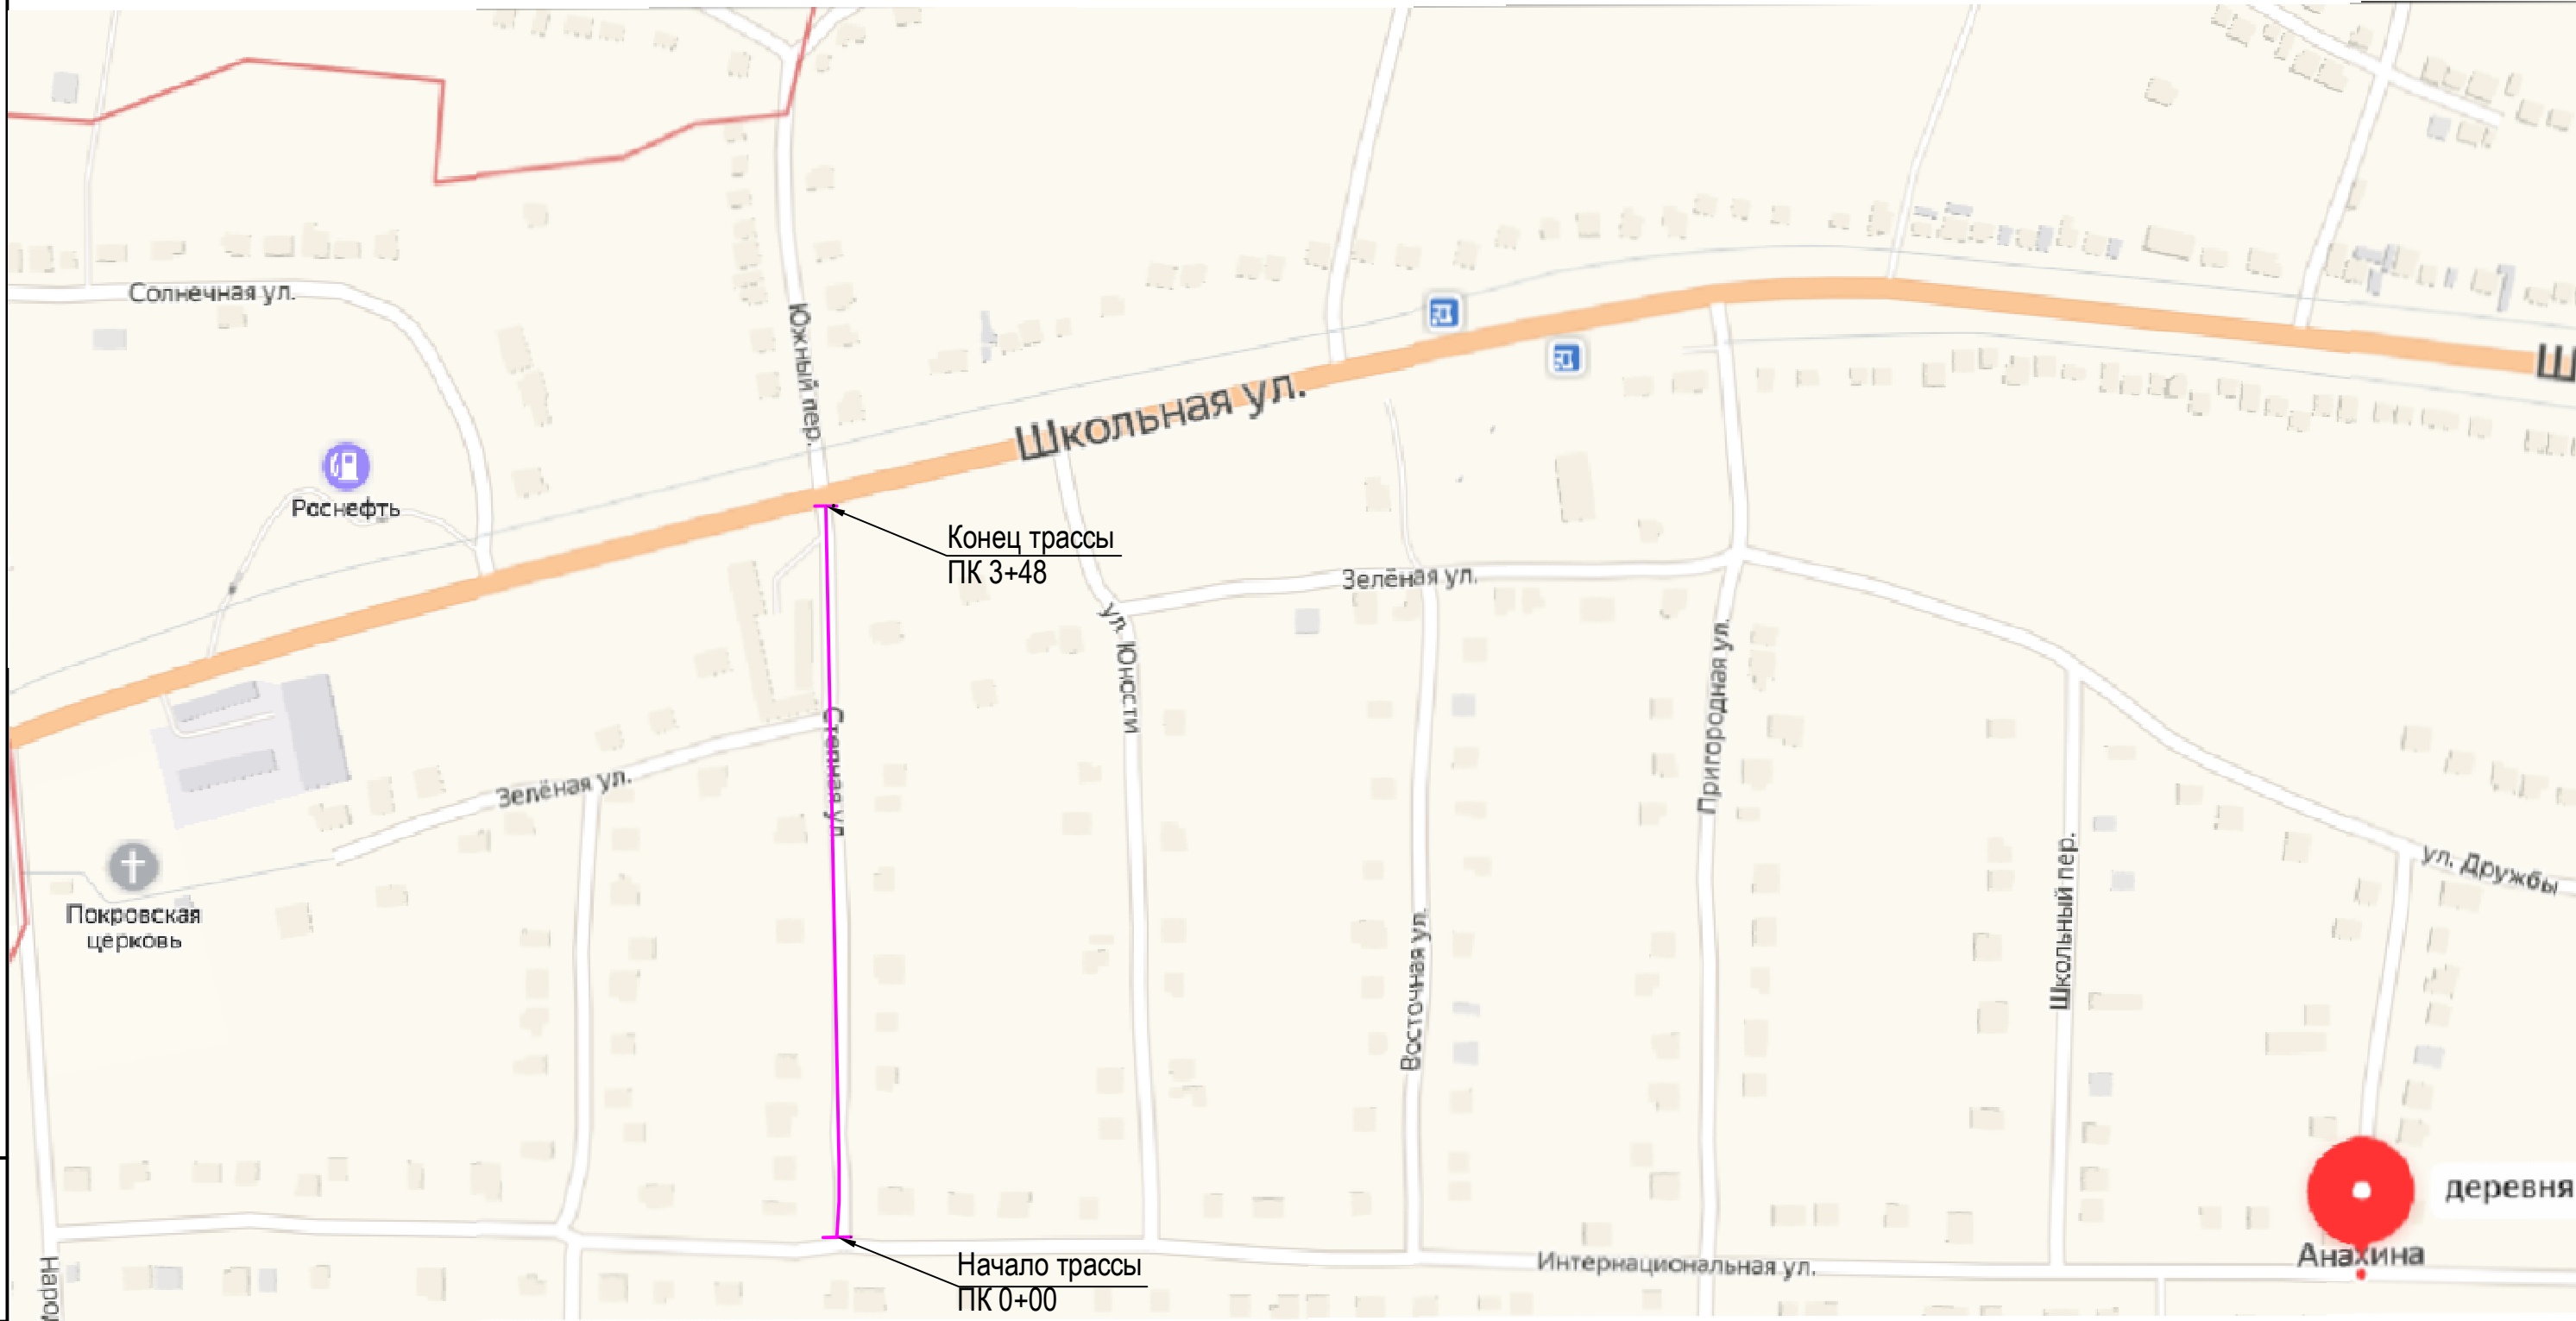 Солнечная ул.
Южный пер.
Школьная ул.
Ш
Роснефть
Конец трассы
ПК 3+48
Зелёная ул.
ул. Юности
Пригородная ул.
Степная ул.
Зелёная ул.
Школьный пер.
ул. Дружбы
Покровская
церковь
Восточная ул.
деревня
Анахина
Начало трассы
ПК 0+00
Интернациональная ул.
Наро